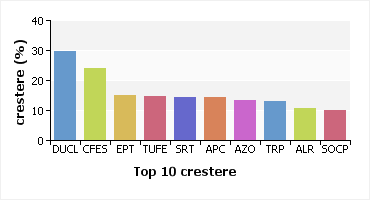 crestere (%)
40
30
20
10
0
DUCL CFES EPT TUFE SRT APC AZO TRP ALR SOCP
Top 10 crestere